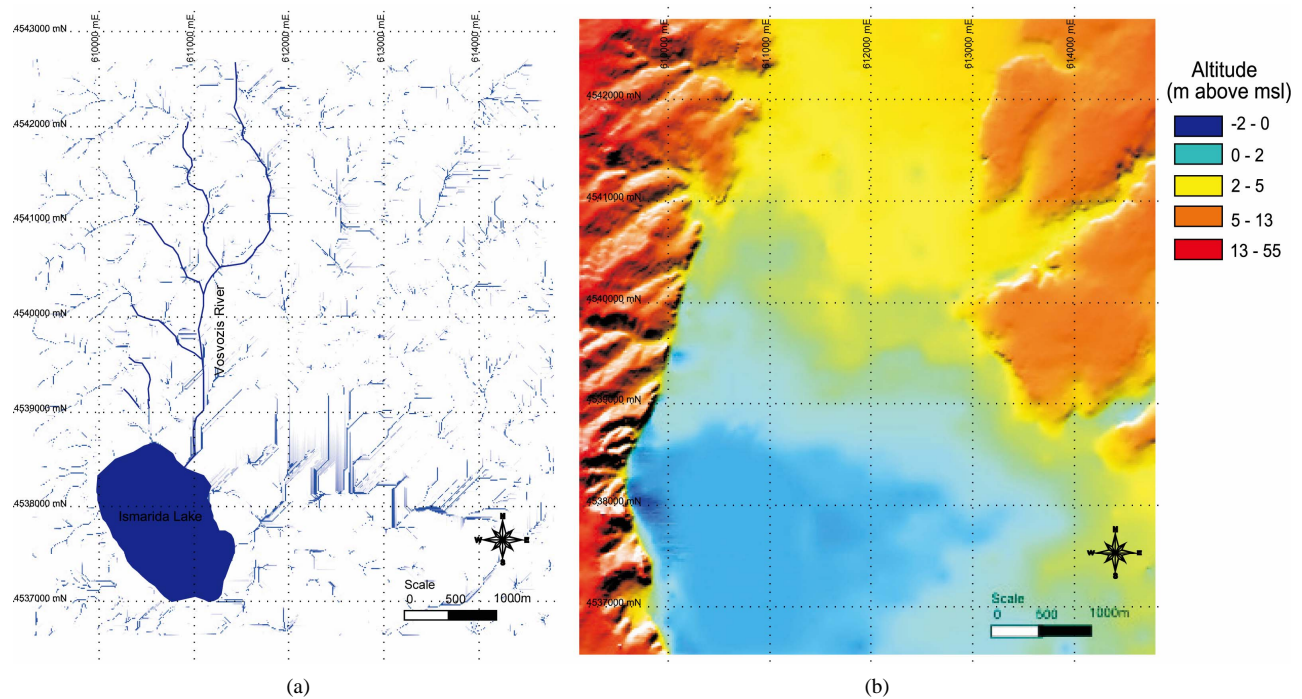 610000 mE
611000 mE
612000 mE
613000 mE
614000 mE
4543000 mN
4542000 mN
4541000 mN
4540000 mN
4539000 mN
4538000 mN
4537000 mN
Vosvozis River
Ismarida Lake
N
W
E
S
Scale
0 500 1000m
(a)
610000 mE
611000 mE
612000 mE
613000 mE
614000 mE
4542000 mN
4541000 mN
4540000 mN
4539000 mN
4538000 mN
4537000 mN
N
W
E
S
Scale
0 500 1000m
(b)
Altitude
(m above msl)
-2 - 0
0 - 2
2 - 5
5 - 13
13 - 55